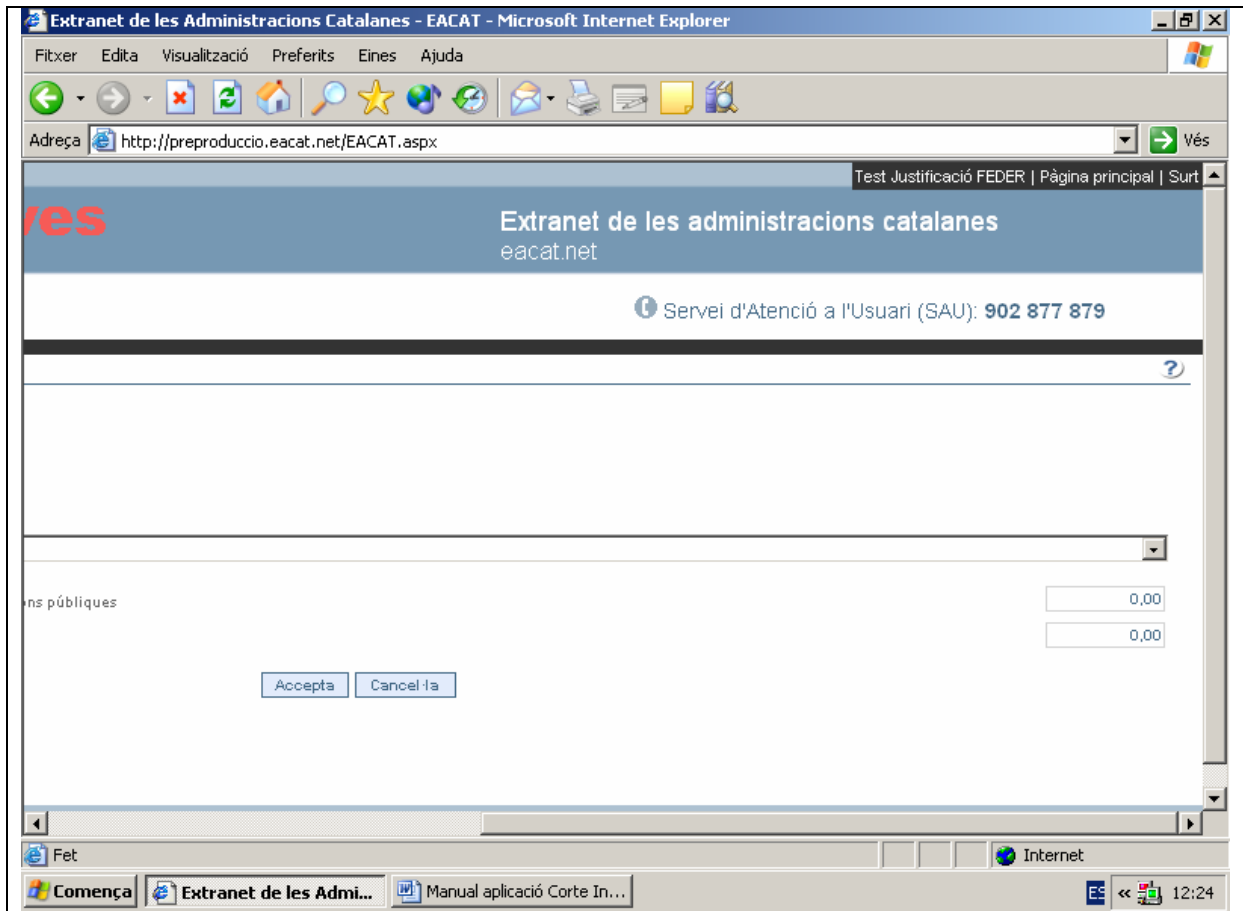 Extranet de les Administracions Catalanes - EACAT - Microsoft Internet Explorer
Fitxer Edita Visualització Preferits Eines Ajuda
Adreça http://preproduccio.eacat.net/EACAT.aspx Vés
Test Justificació FEDER | Pàgina principal | Surt
ves
Extranet de les administracions catalanes
eacat.net
Servei d'Atenció a l'Usuari (SAU): 902 877 879
?
ons públiques 0,00
0,00
Accepta Cancel·la
Fet Internet
Comença Extranet de les Admi... Manual aplicació Corte In... ES « 12:24